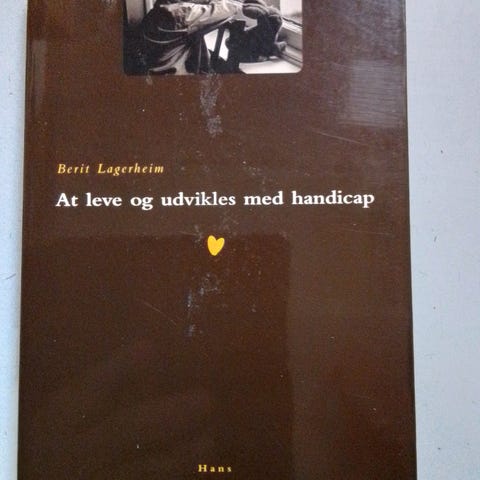 Berit Lagerheim
At leve og udvikles med handicap
Hans